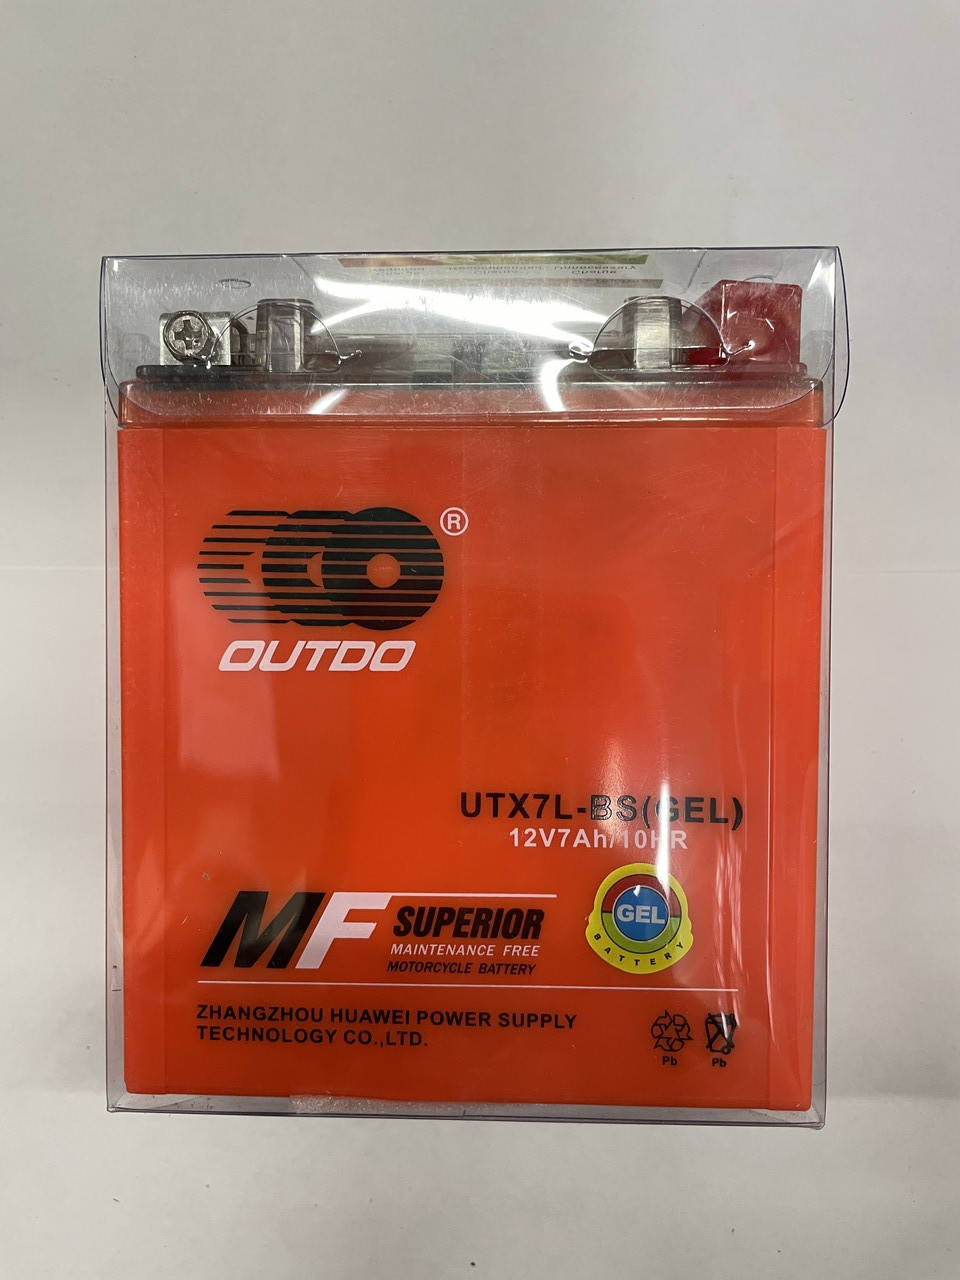 ®
OUTDO
UTX7L-BS(GEL)
12V7Ah/10HR
MF SUPERIOR
MAINTENANCE FREE
MOTORCYCLE BATTERY
GEL
BATTERY
ZHANGZHOU HUAWEI POWER SUPPLY
TECHNOLOGY CO.,LTD.
Pb Pb